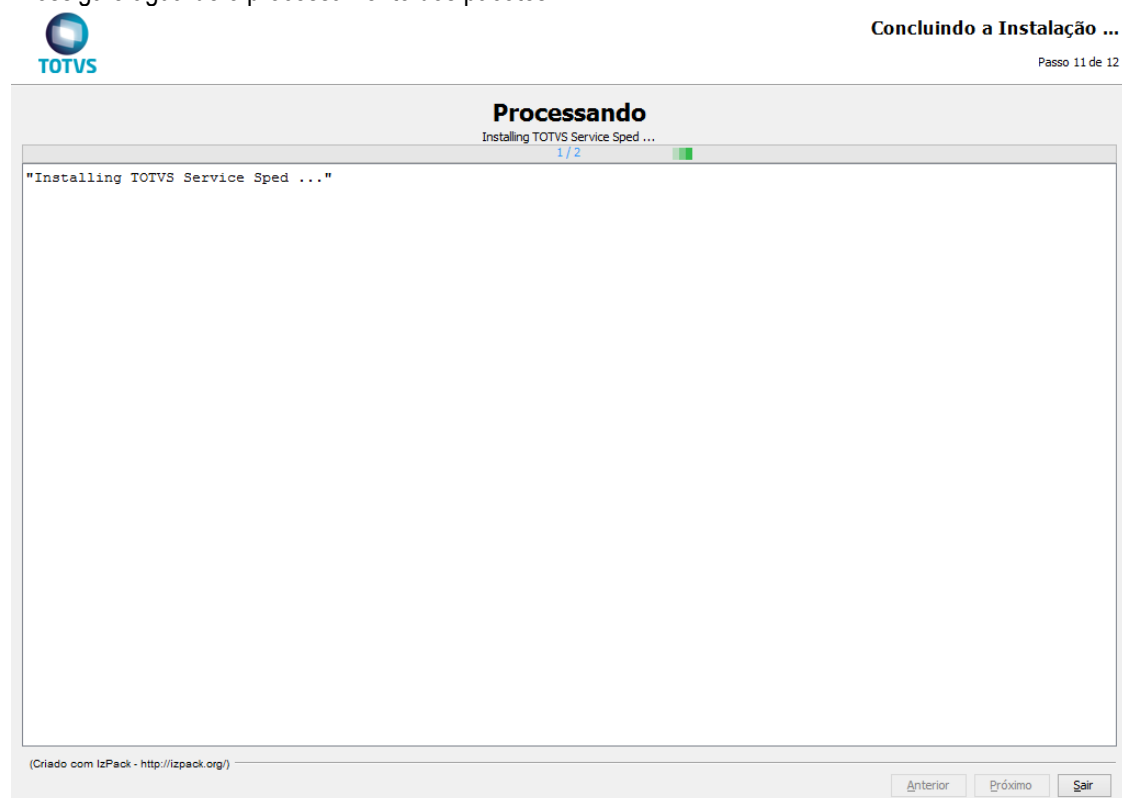 Concluindo a Instalação ...
TOTVS
Passo 11 de 12
Processando
Installing TOTVS Service Sped ...
1 / 2
"Installing TOTVS Service Sped ..."
(Criado com IzPack - http://izpack.org/)
Anterior Próximo Sair